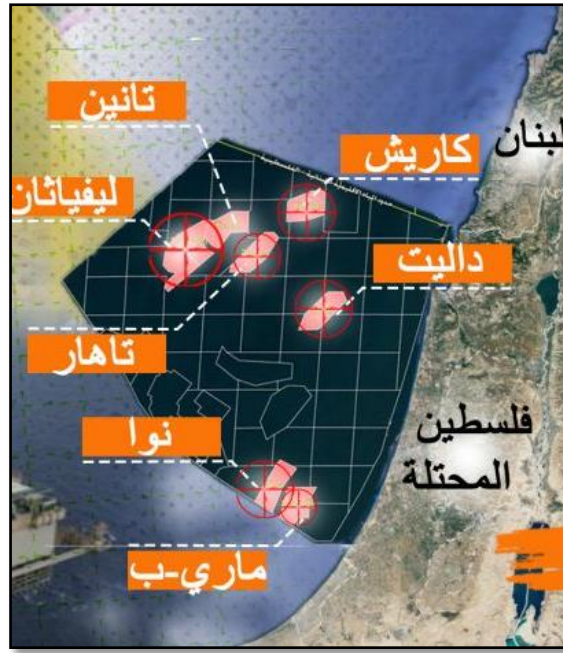 تانين
كاريش
لبنان
ليفياثان
داليت
تاهار
فلسطين
المحتلة
نوا
ماري-ب